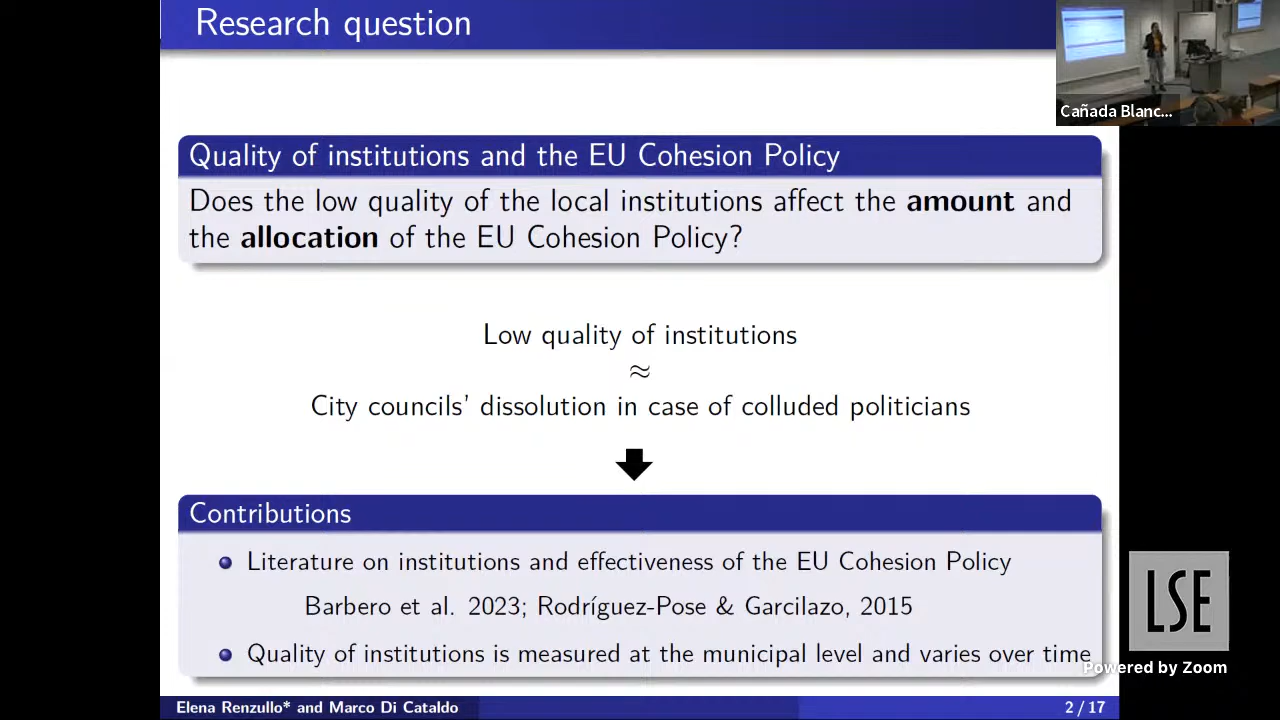 Research question
Cañada Blanc...
Quality of institutions and the EU Cohesion Policy
Does the low quality of the local institutions affect the amount and
the allocation of the EU Cohesion Policy?
Low quality of institutions
≈
City councils' dissolution in case of colluded politicians
Contributions
Literature on institutions and effectiveness of the EU Cohesion Policy
Barbero et al. 2023; Rodríguez-Pose & Garcilazo, 2015
Quality of institutions is measured at the municipal level and varies over time
LSE
Powered by Zoom
Elena Renzullo* and Marco Di Cataldo
2 / 17